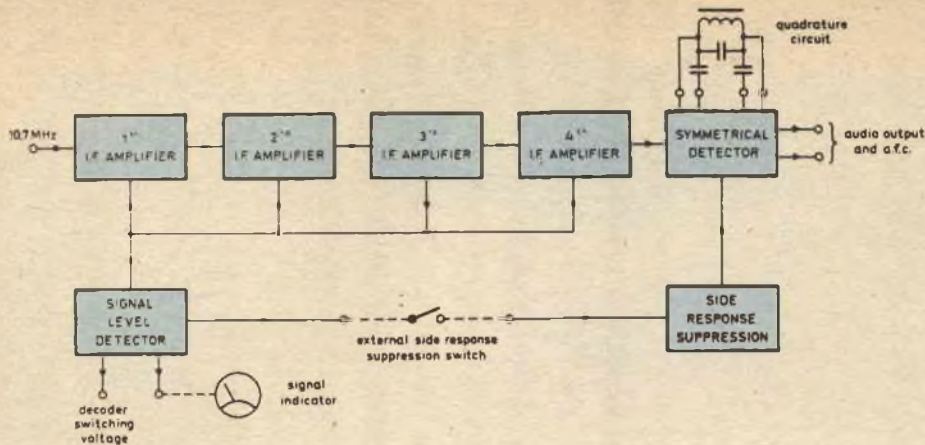 quadrature
circuit
10.7 MHz
1st
I.F. AMPLIFIER
2nd
I.F. AMPLIFIER
3rd
I.F. AMPLIFIER
4th
I.F. AMPLIFIER
SYMMETRICAL
DETECTOR
audio output
and a.f.c.
SIGNAL
LEVEL
DETECTOR
external side response
suppression switch
SIDE
RESPONSE
SUPPRESSION
decoder
switching
voltage
signal
indicator